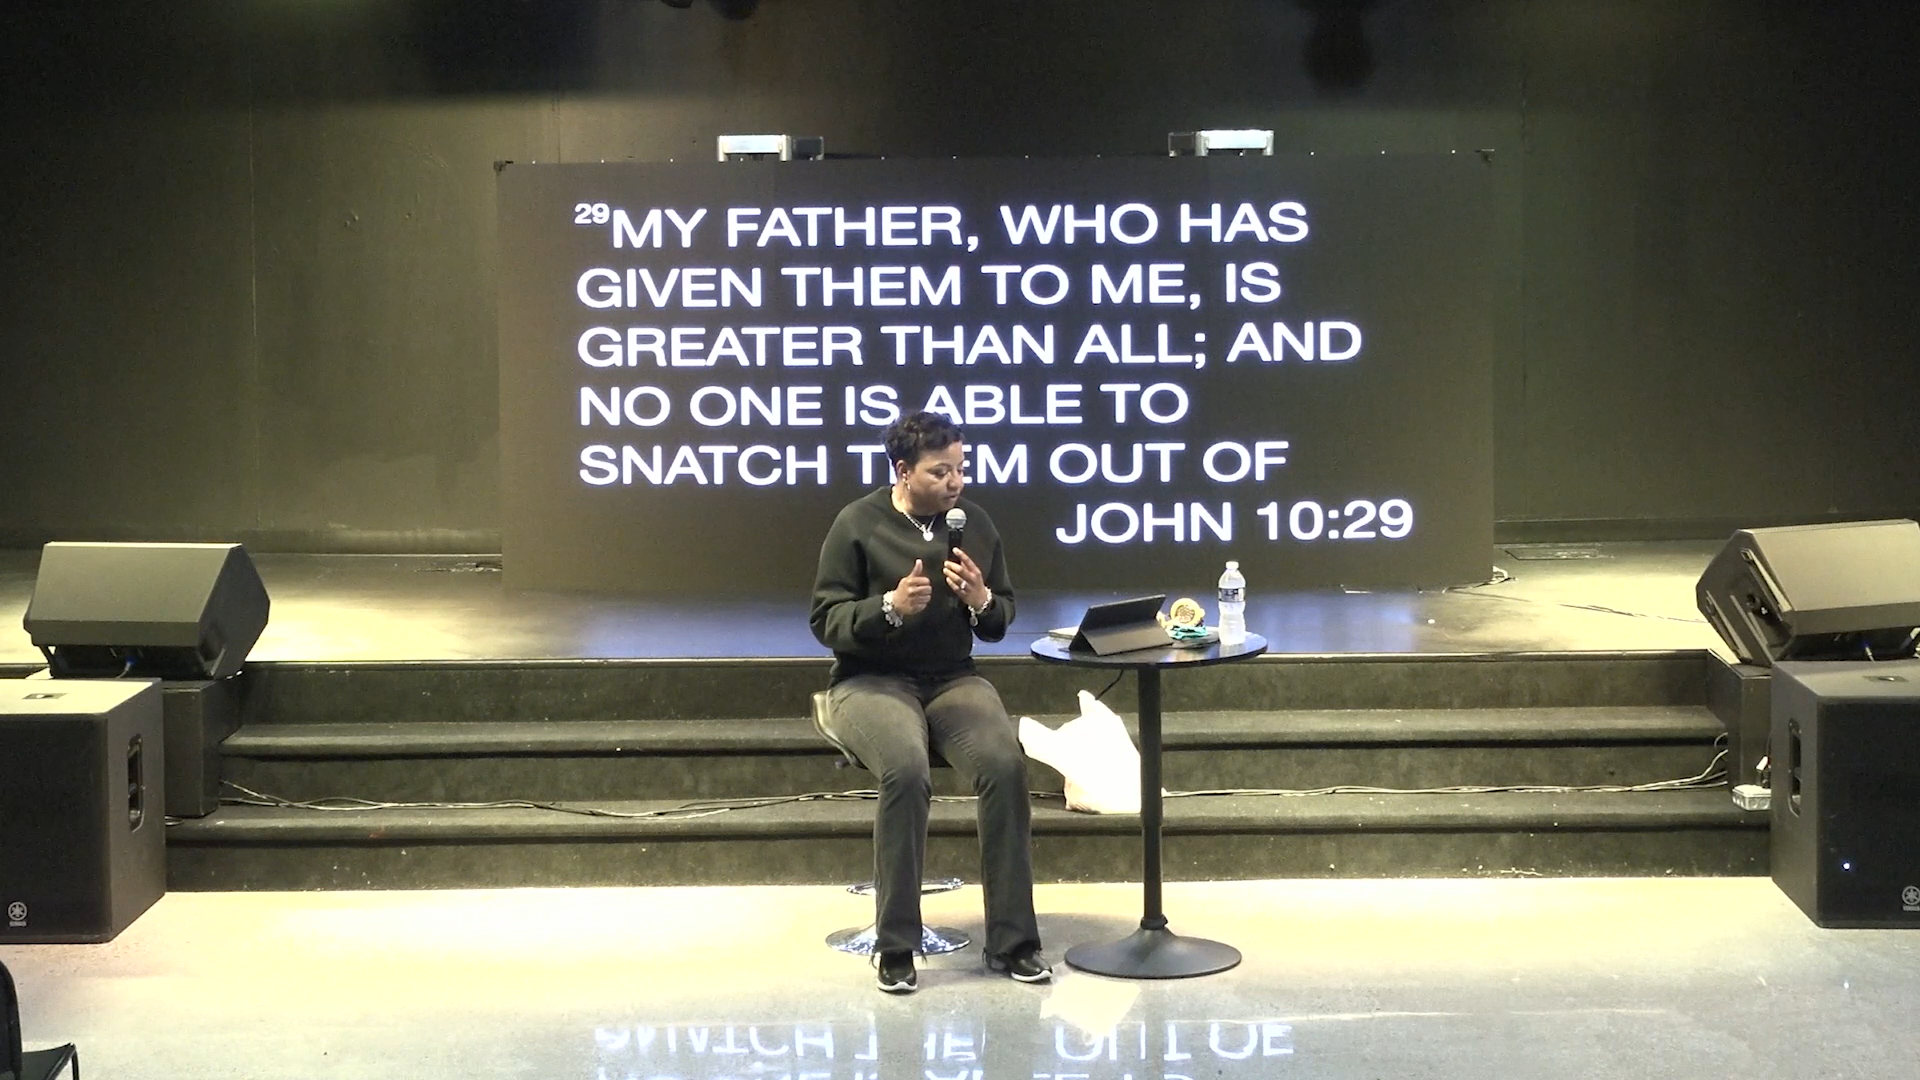 29MY FATHER, WHO HAS
GIVEN THEM TO ME, IS
GREATER THAN ALL; AND
NO ONE IS ABLE TO
SNATCH THEM OUT OF
JOHN 10:29